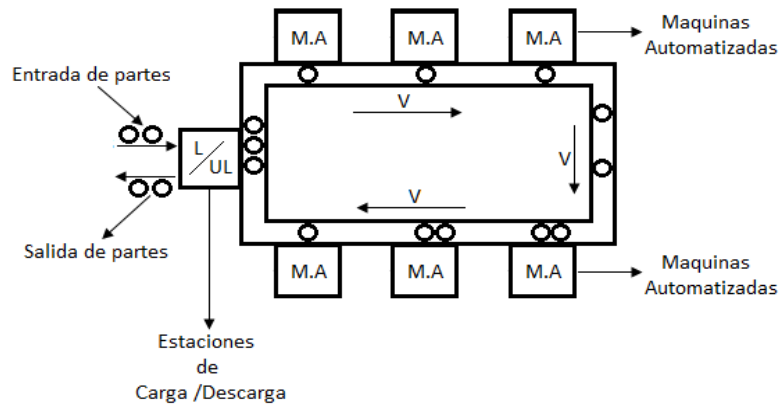 M.A
M.A
M.A
Maquinas
Automatizadas
Entrada de partes
V
L
/
UL
V
V
Salida de partes
M.A
M.A
M.A
Maquinas
Automatizadas
Estaciones
de
Carga /Descarga